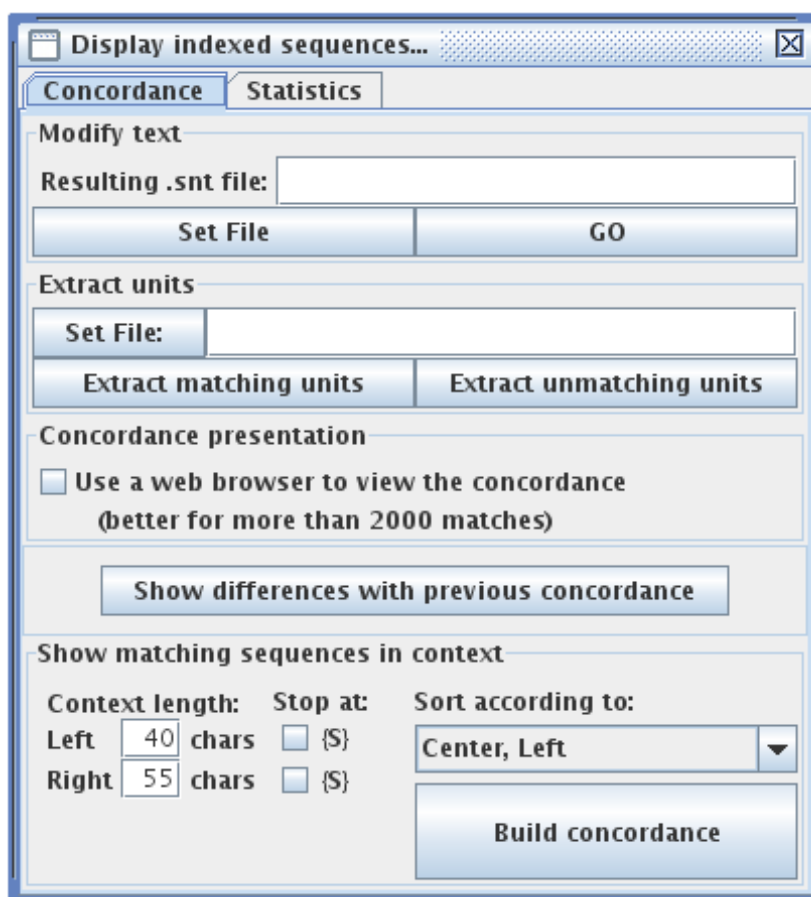 Display indexed sequences...
Concordance Statistics
Modify text
Resulting .snt file:
Set File GO
Extract units
Set File:
Extract matching units Extract unmatching units
Concordance presentation
Use a web browser to view the concordance
(better for more than 2000 matches)
Show differences with previous concordance
Show matching sequences in context
Context length: Stop at: Sort according to:
Left 40 chars {S} Center, Left
Right 55 chars {S}
Build concordance